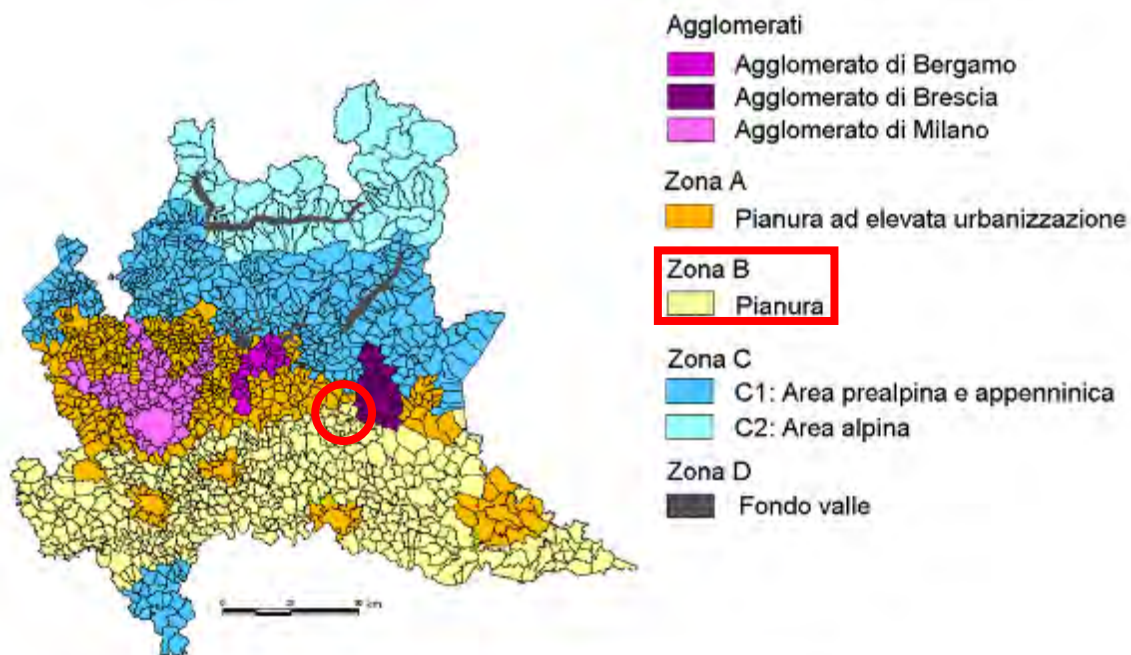 Agglomerati
Agglomerato di Bergamo
Agglomerato di Brescia
Agglomerato di Milano
Zona A
Pianura ad elevata urbanizzazione
Zona B
Pianura
Zona C
C1: Area prealpina e appenninica
C2: Area alpina
Zona D
Fondo valle
km